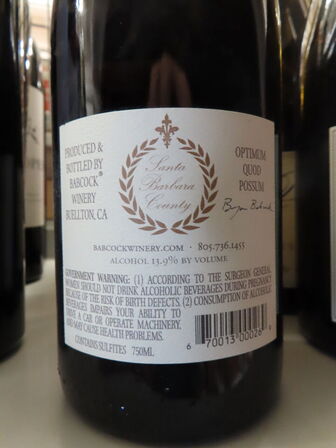 PRODUCED &
BOTTLED BY
BABCOCK®
WINERY
BUELLTON, CA
Santa
Barbara
County
OPTIMUM
QUOD
POSSUM
BABCOCKWINERY.COM · 805.736.1455
ALCOHOL 13.9% BY VOLUME
GOVERNMENT WARNING: (1) ACCORDING TO THE SURGEON GENERAL,
WOMEN SHOULD NOT DRINK ALCOHOLIC BEVERAGES DURING PREGNANCY
BECAUSE OF THE RISK OF BIRTH DEFECTS. (2) CONSUMPTION OF ALCOHOLIC
BEVERAGES IMPAIRS YOUR ABILITY TO
DRIVE A CAR OR OPERATE MACHINERY,
AND MAY CAUSE HEALTH PROBLEMS.
CONTAINS SULFITES 750ML
6 70013 00026